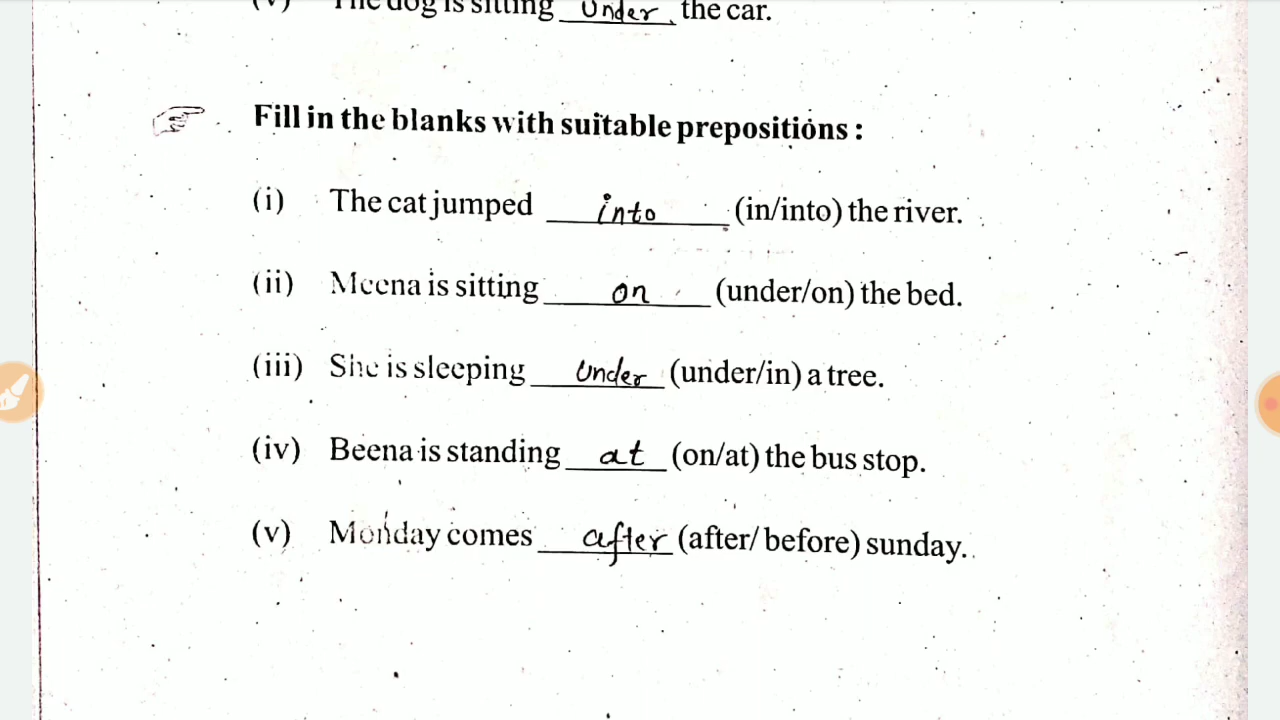 (v) The dog is sitting Under the car.
Fill in the blanks with suitable prepositions :
(i) The cat jumped into (in/into) the river.
(ii) Meena is sitting on (under/on) the bed.
(iii) She is sleeping Under (under/in) a tree.
(iv) Beena is standing at (on/at) the bus stop.
(v) Monday comes after (after/ before) sunday.